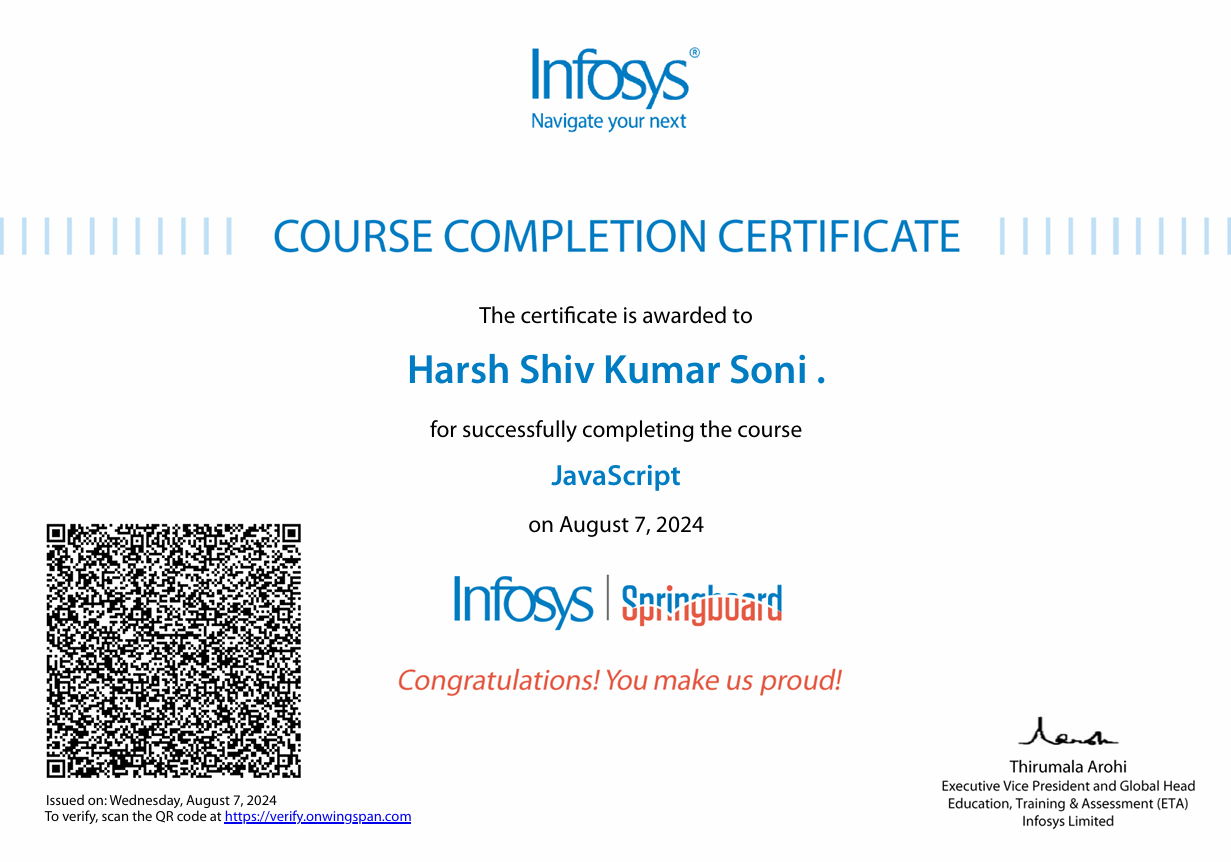 Infosys®
Navigate your next
COURSE COMPLETION CERTIFICATE
The certificate is awarded to
Harsh Shiv Kumar Soni .
for successfully completing the course
JavaScript
on August 7, 2024
Infosys | Springboard
Congratulations! You make us proud!
Issued on: Wednesday, August 7, 2024
To verify, scan the QR code at https://verify.onwingspan.com
Thirumala Arohi
Executive Vice President and Global Head
Education, Training & Assessment (ETA)
Infosys Limited